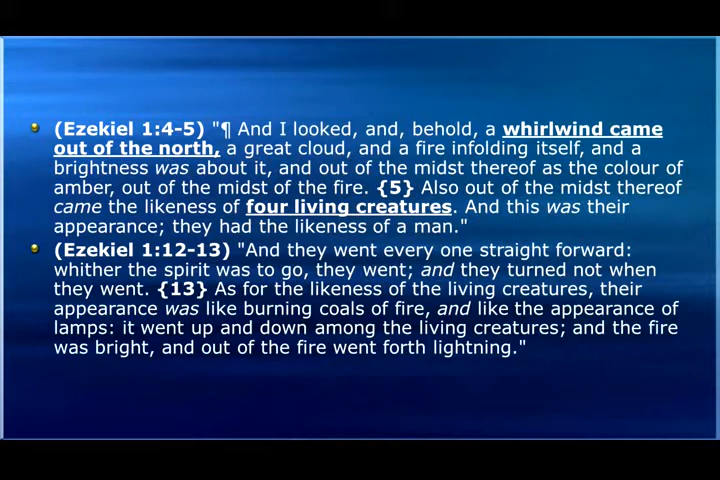 (Ezekiel 1:4-5) "¶ And I looked, and, behold, a whirlwind came
out of the north, a great cloud, and a fire infolding itself, and a
brightness was about it, and out of the midst thereof as the colour of
amber, out of the midst of the fire. {5} Also out of the midst thereof
came the likeness of four living creatures. And this was their
appearance; they had the likeness of a man."
(Ezekiel 1:12-13) "And they went every one straight forward:
whither the spirit was to go, they went; and they turned not when
they went. {13} As for the likeness of the living creatures, their
appearance was like burning coals of fire, and like the appearance of
lamps: it went up and down among the living creatures; and the fire
was bright, and out of the fire went forth lightning."